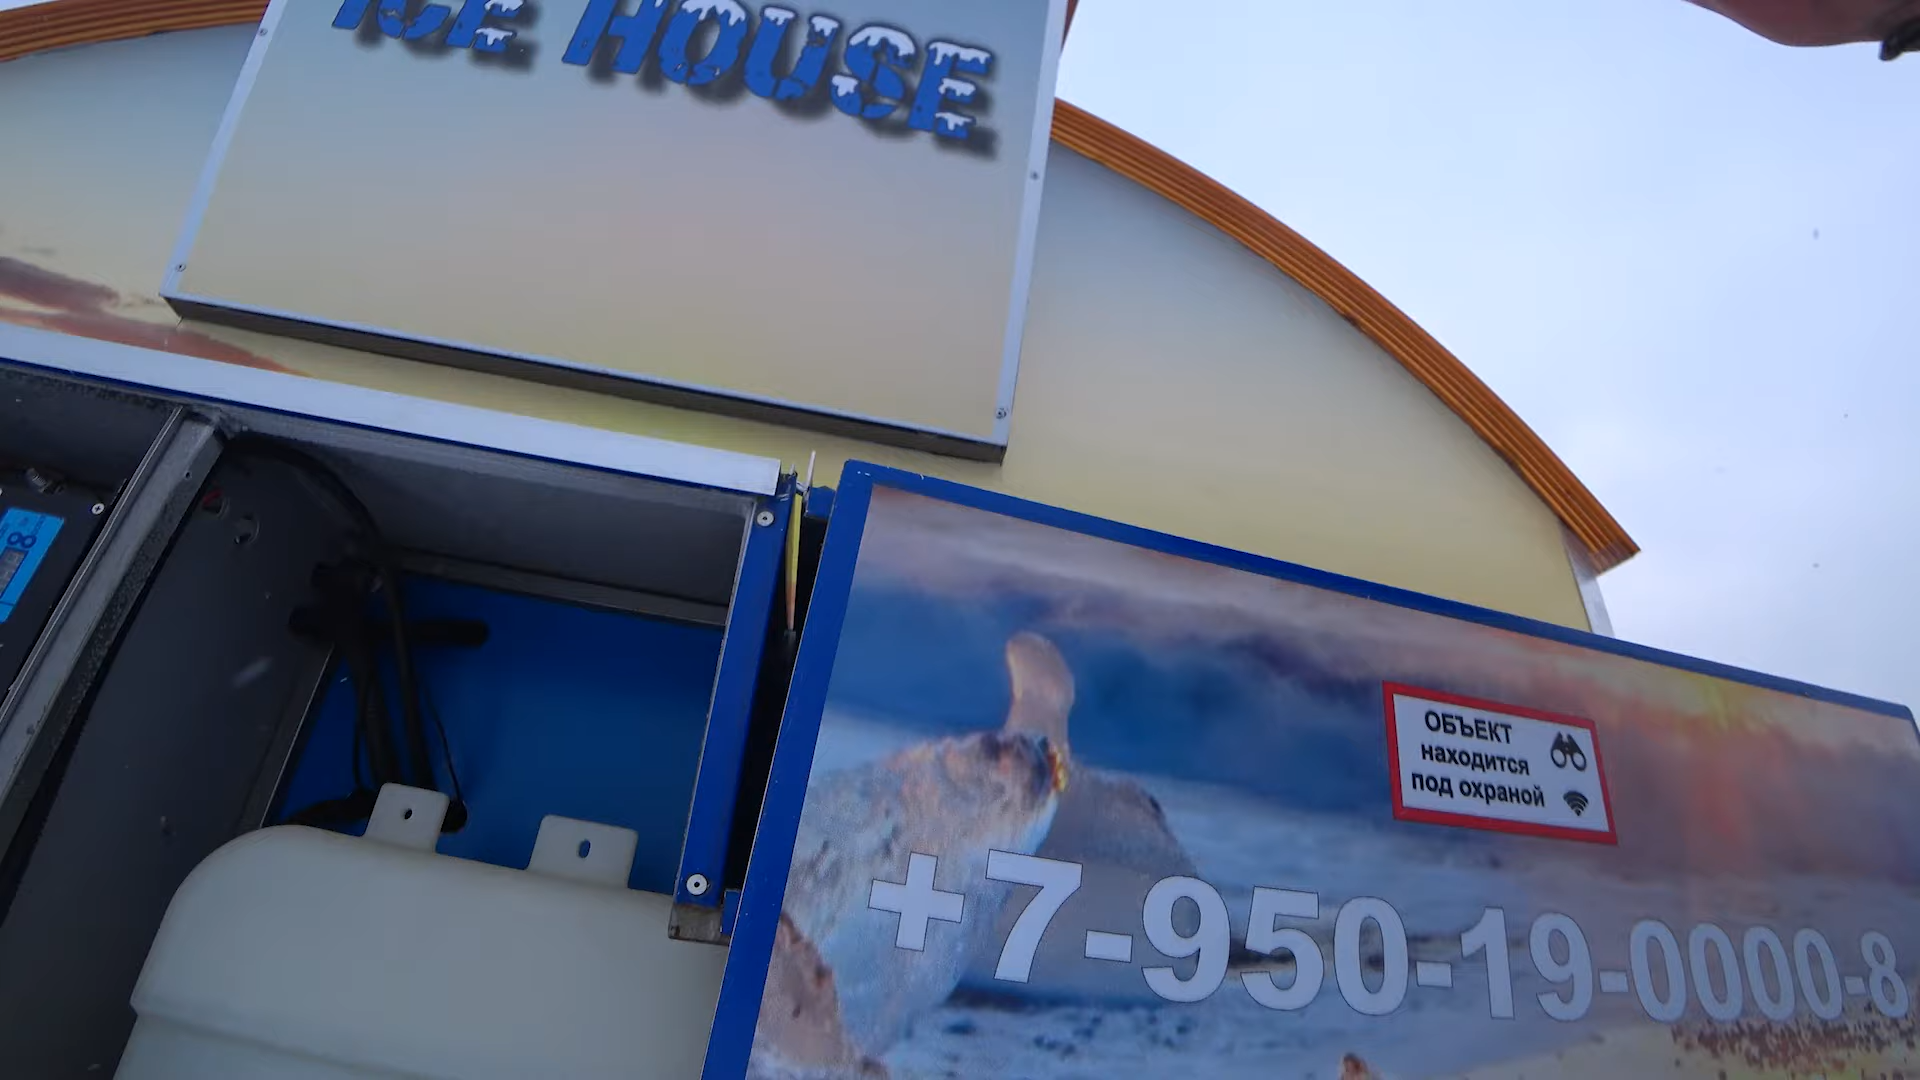 ICE HOUSE
ОБЪЕКТ
находится
под охраной
+7-950-19-0000-8